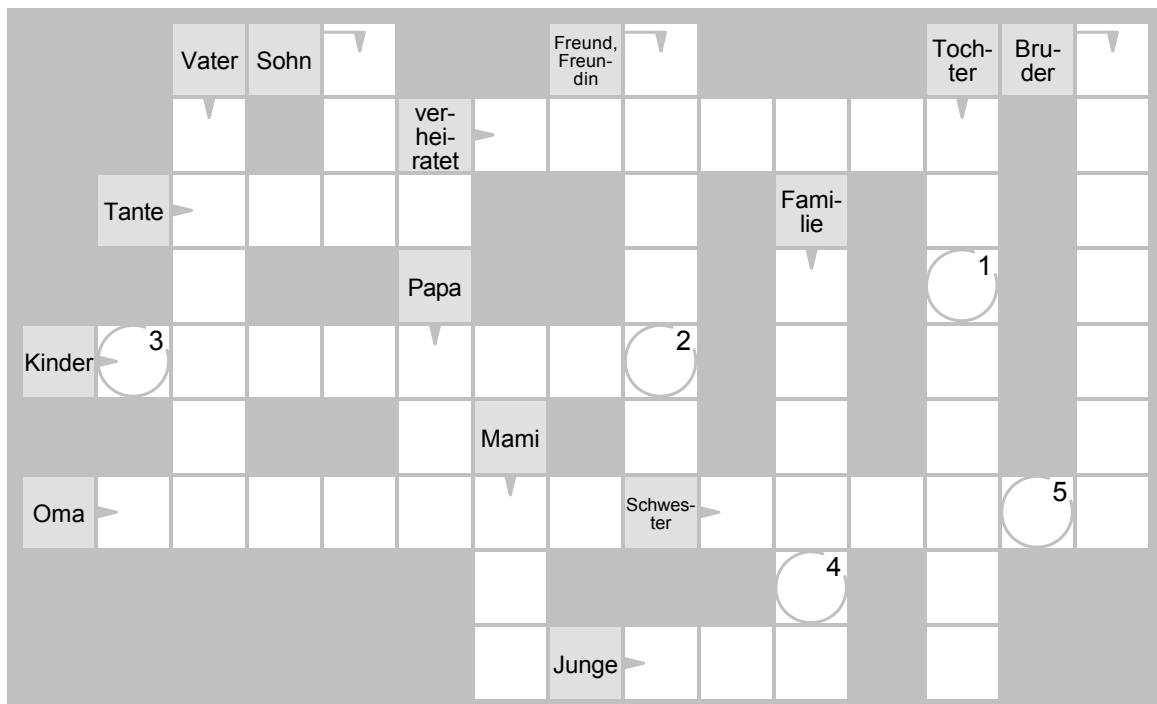 Vater Sohn Freund, Toch- Bru-
Freun- ter der
din
ver-
hei-
ratet
Tante Fami-
lie
Papa 1
Kinder 3 2
Mami
Oma Schwes- 5
ter
4
Junge